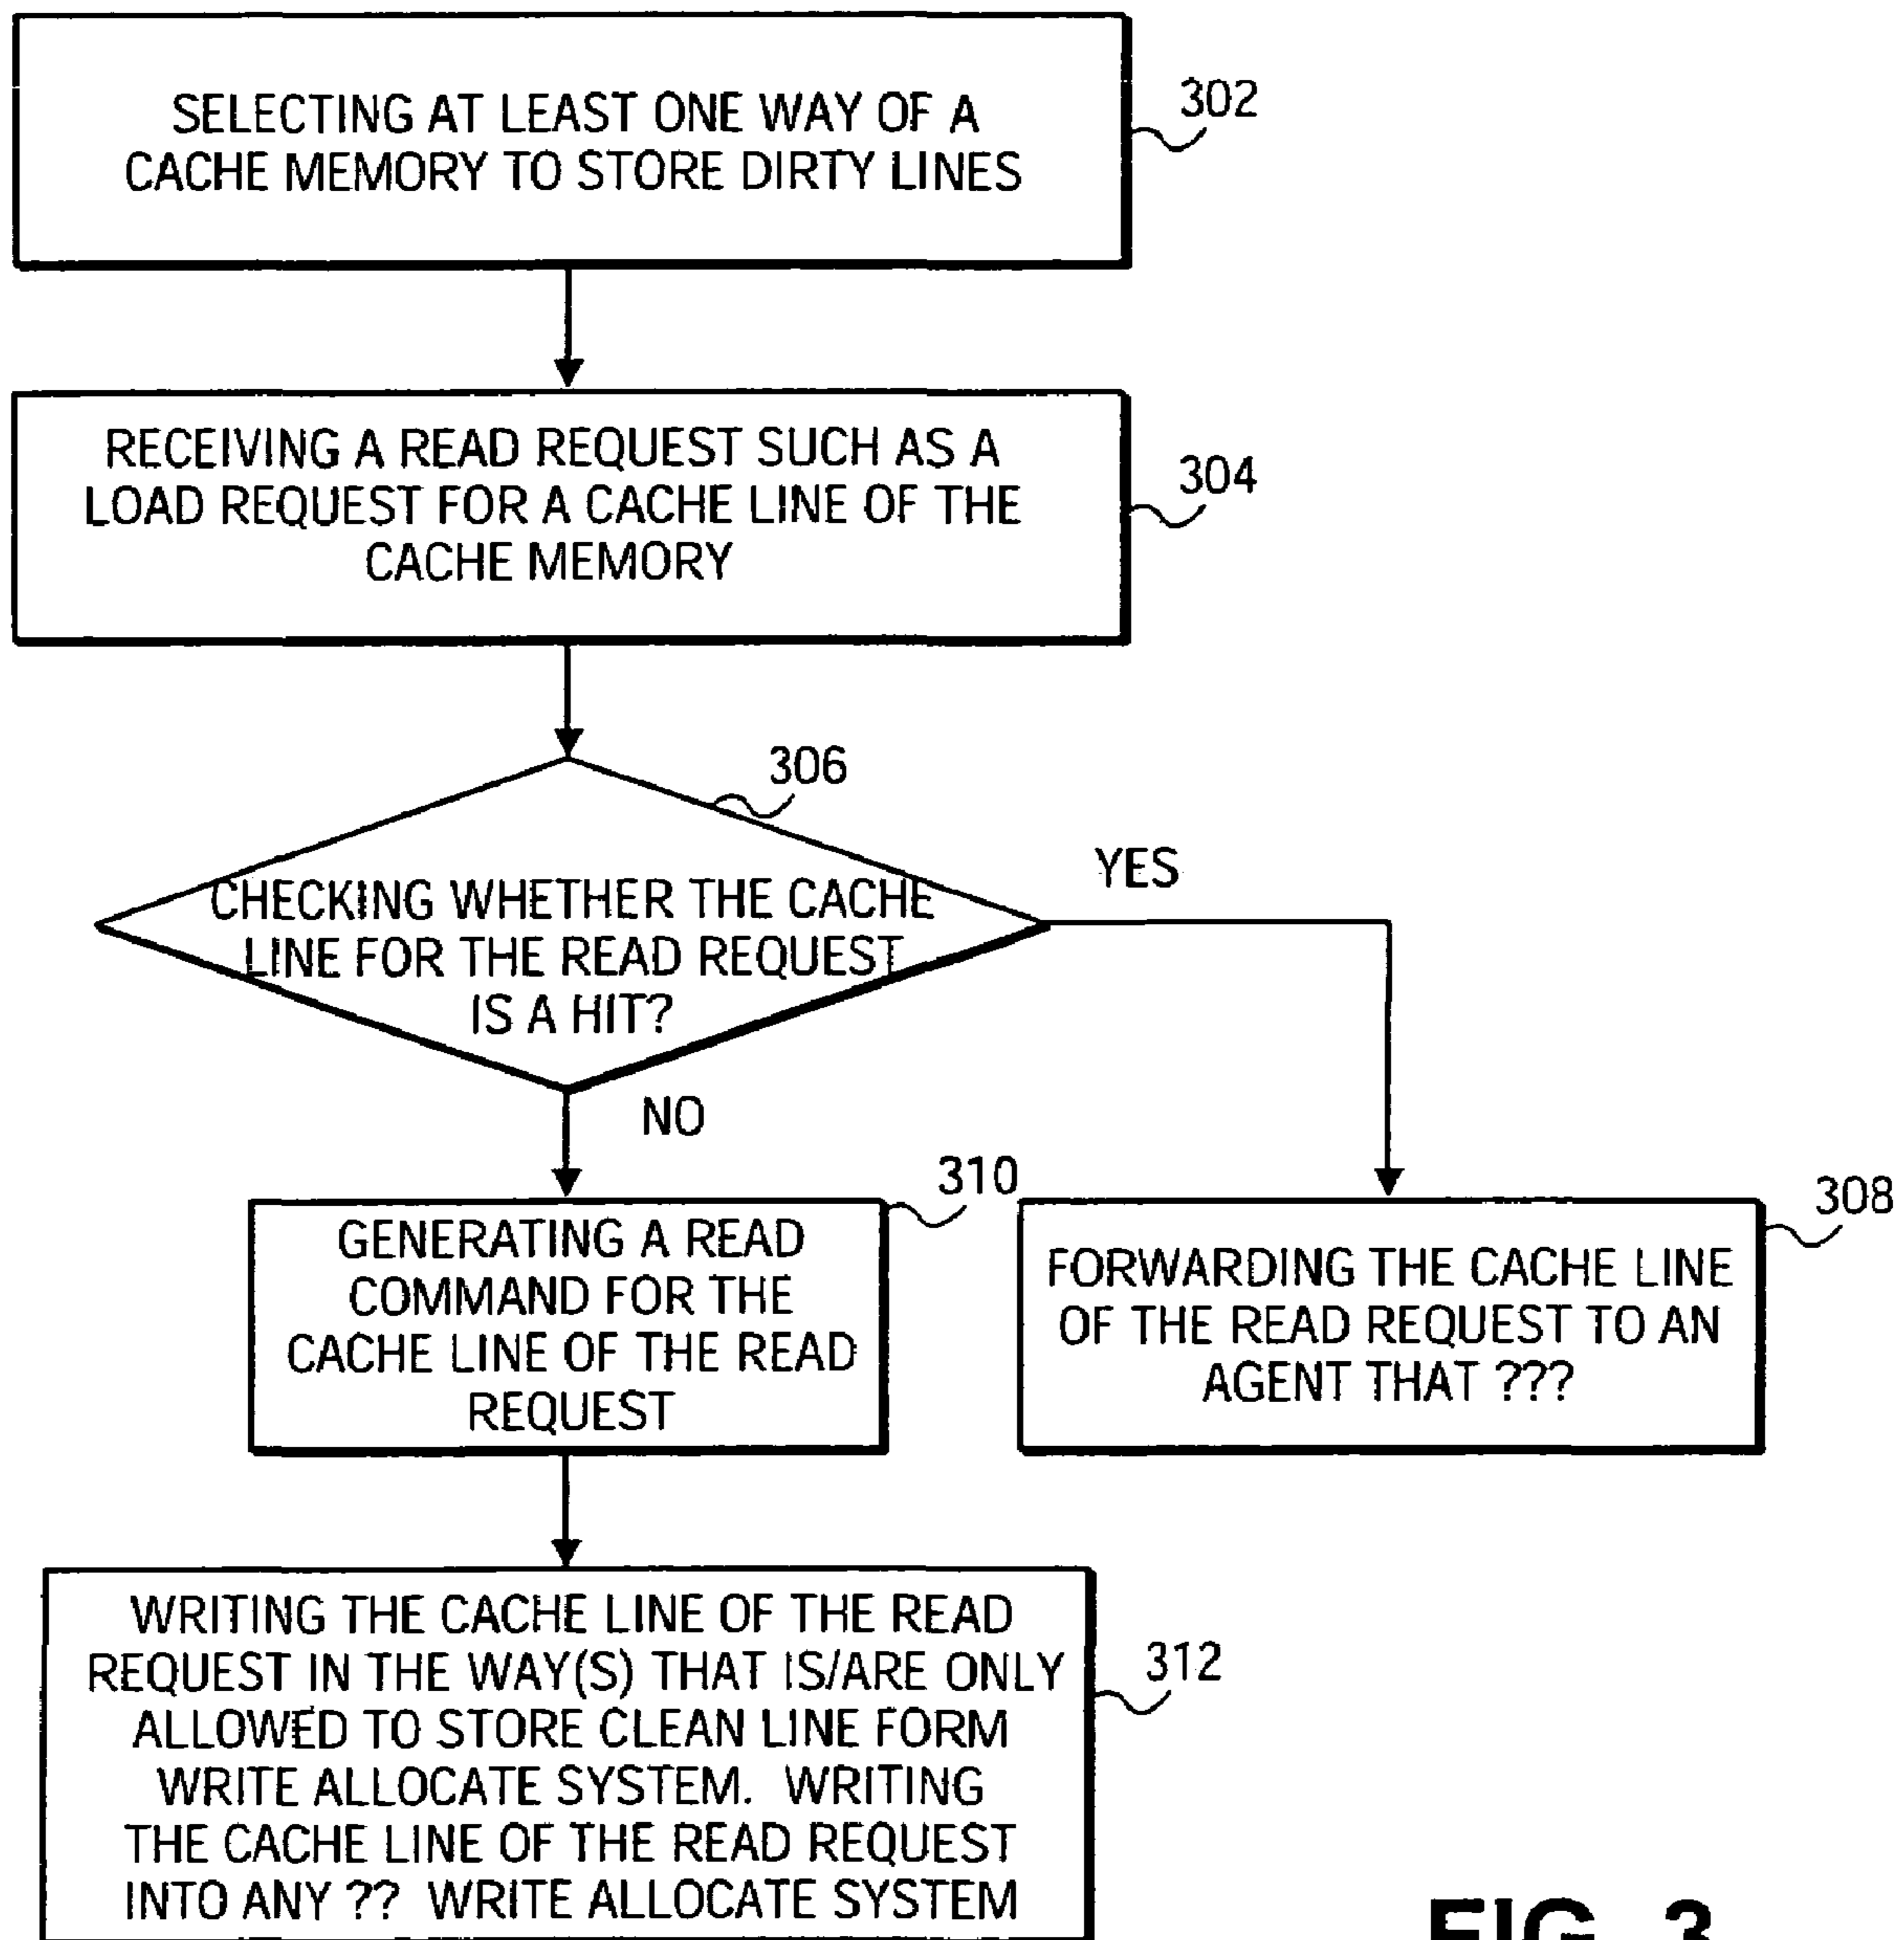 SELECTING AT LEAST ONE WAY OF A
CACHE MEMORY TO STORE DIRTY LINES
302
RECEIVING A READ REQUEST SUCH AS A
LOAD REQUEST FOR A CACHE LINE OF THE
CACHE MEMORY
304
306
CHECKING WHETHER THE CACHE
LINE FOR THE READ REQUEST
IS A HIT?
YES
NO
310
GENERATING A READ
COMMAND FOR THE
CACHE LINE OF THE READ
REQUEST
308
FORWARDING THE CACHE LINE
OF THE READ REQUEST TO AN
AGENT THAT ???
WRITING THE CACHE LINE OF THE READ
REQUEST IN THE WAY(S) THAT IS/ARE ONLY
ALLOWED TO STORE CLEAN LINE FORM
WRITE ALLOCATE SYSTEM. WRITING
THE CACHE LINE OF THE READ REQUEST
INTO ANY ?? WRITE ALLOCATE SYSTEM
312
FIG. 3